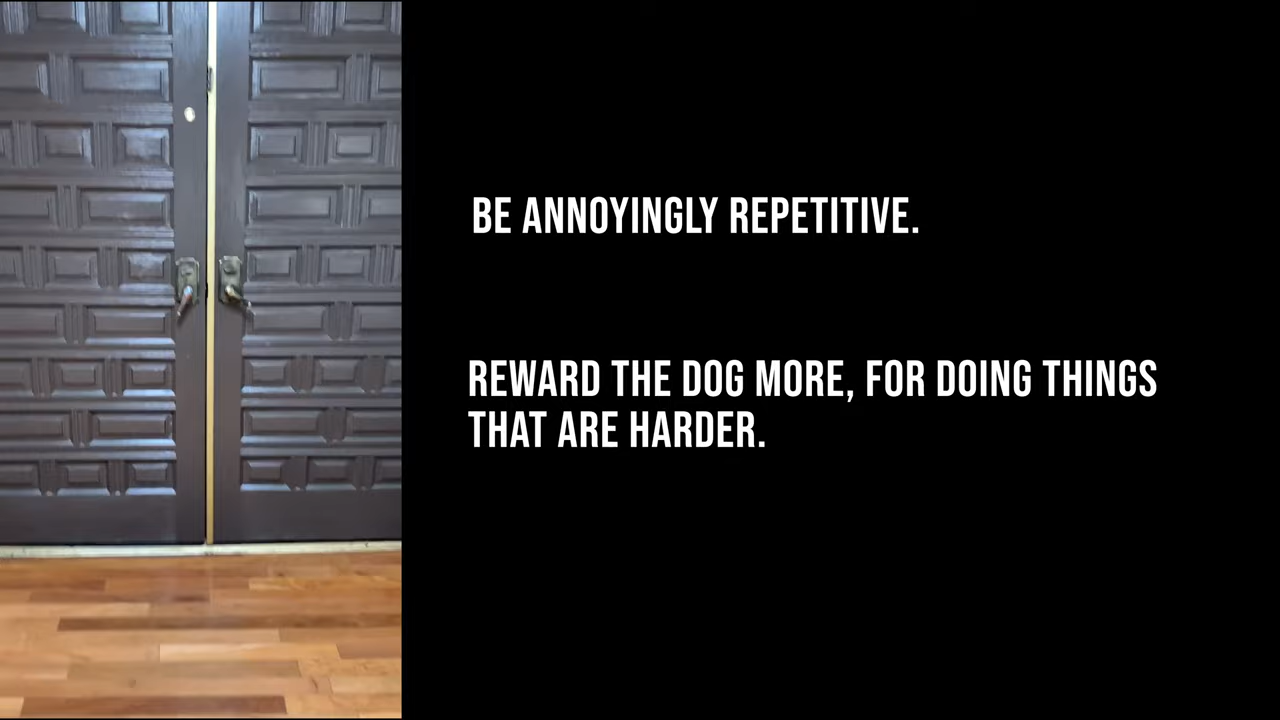 BE ANNOYINGLY REPETITIVE.
REWARD THE DOG MORE, FOR DOING THINGS
THAT ARE HARDER.